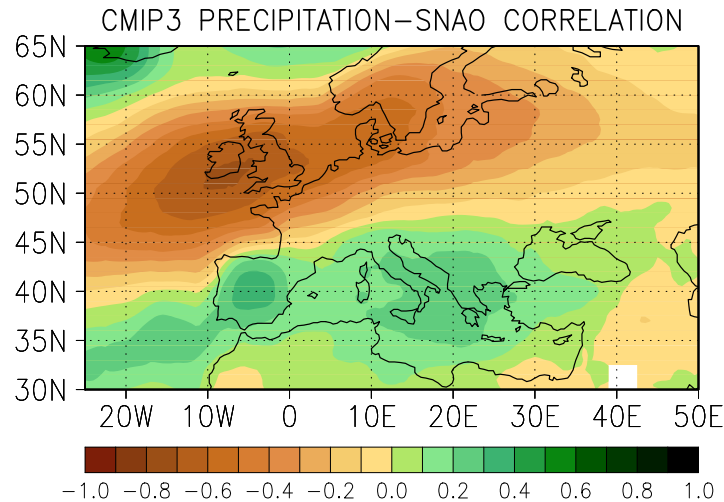 CMIP3 PRECIPITATION-SNAO CORRELATION
65N
60N
55N
50N
45N
40N
35N
30N
20W 10W 0 10E 20E 30E 40E 50E
-1.0 -0.8 -0.6 -0.4 -0.2 0.0 0.2 0.4 0.6 0.8 1.0